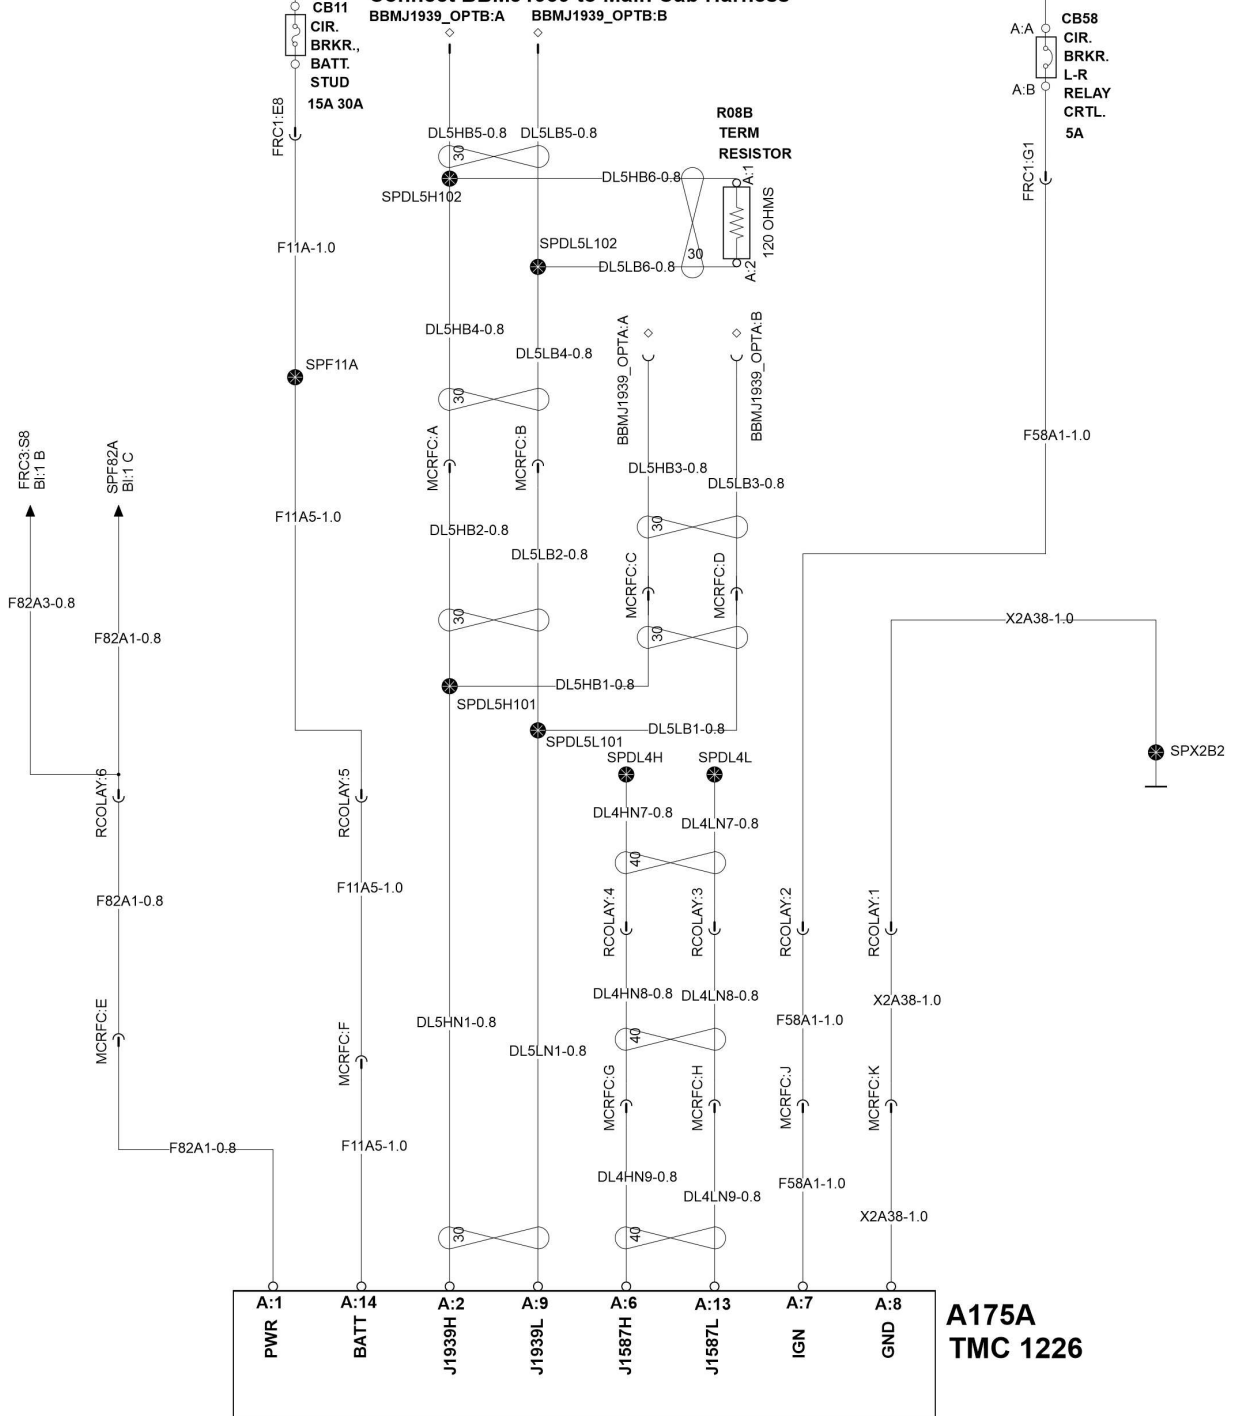 CB11
CIR.
BRKR.,
BATT.
STUD
15A 30A
BBMJ1939_OPTB:A
BBMJ1939_OPTB:B
CB58
CIR.
BRKR.
L-R
RELAY
CRTL.
5A
A:A
A:B
FRC1:E8
FRC1:G1
DL5HB5-0.8
DL5LB5-0.8
30
R08B
TERM
RESISTOR
A:1
120 OHMS
A:2
DL5HB6-0.8
SPDL5H102
SPDL5L102
30
DL5LB6-0.8
F11A-1.0
DL5HB4-0.8
DL5LB4-0.8
BBMJ1939_OPTA:A
BBMJ1939_OPTA:B
SPF11A
30
MCRFC:A
MCRFC:B
F58A1-1.0
FRC3:S8
BI:1 B
SPF82A
BI:1 C
DL5HB3-0.8
DL5LB3-0.8
F11A5-1.0
30
DL5HB2-0.8
DL5LB2-0.8
MCRFC:C
MCRFC:D
F82A3-0.8
F82A1-0.8
30
30
X2A38-1.0
DL5HB1-0.8
SPDL5H101
DL5LB1-0.8
SPDL5L101
SPDL4H
SPDL4L
SPX2B2
RCOLAY:6
RCOLAY:5
DL4HN7-0.8
DL4LN7-0.8
40
F82A1-0.8
F11A5-1.0
RCOLAY:4
RCOLAY:3
RCOLAY:2
RCOLAY:1
DL4HN8-0.8
DL4LN8-0.8
X2A38-1.0
MCRFC:E
MCRFC:F
DL5HN1-0.8
DL5LN1-0.8
F58A1-1.0
40
MCRFC:G
MCRFC:H
MCRFC:J
MCRFC:K
F82A1-0.8
F11A5-1.0
DL4HN9-0.8
DL4LN9-0.8
F58A1-1.0
X2A38-1.0
30
40
A:1
A:14
A:2
A:9
A:6
A:13
A:7
A:8
PWR
BATT
J1939H
J1939L
J1587H
J1587L
IGN
GND
A175A
TMC 1226